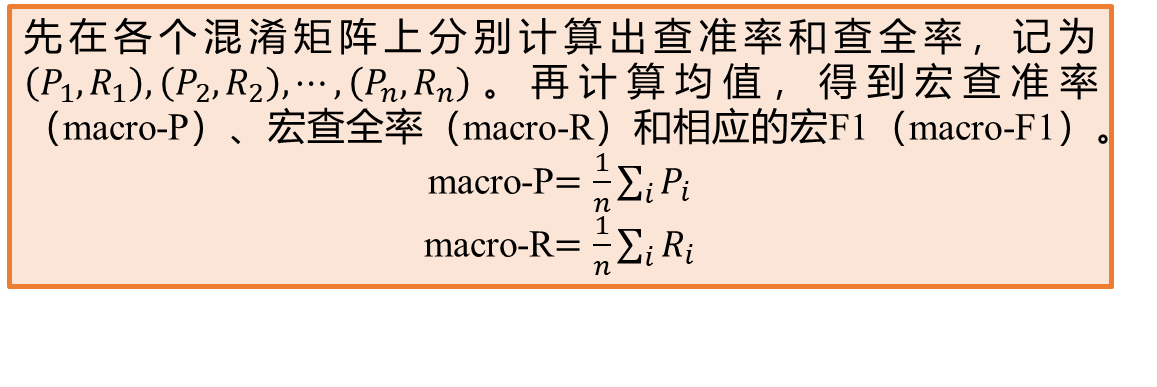 先在各个混淆矩阵上分别计算出查准率和查全率，记为
(P₁,R₁),(P₂,R₂),⋯,(Pₙ,Rₙ)。再计算均值，得到宏查准率
（macro-P）、宏查全率（macro-R）和相应的宏F1（macro-F1）。
macro-P= 1/n ∑ᵢ Pᵢ
macro-R= 1/n ∑ᵢ Rᵢ